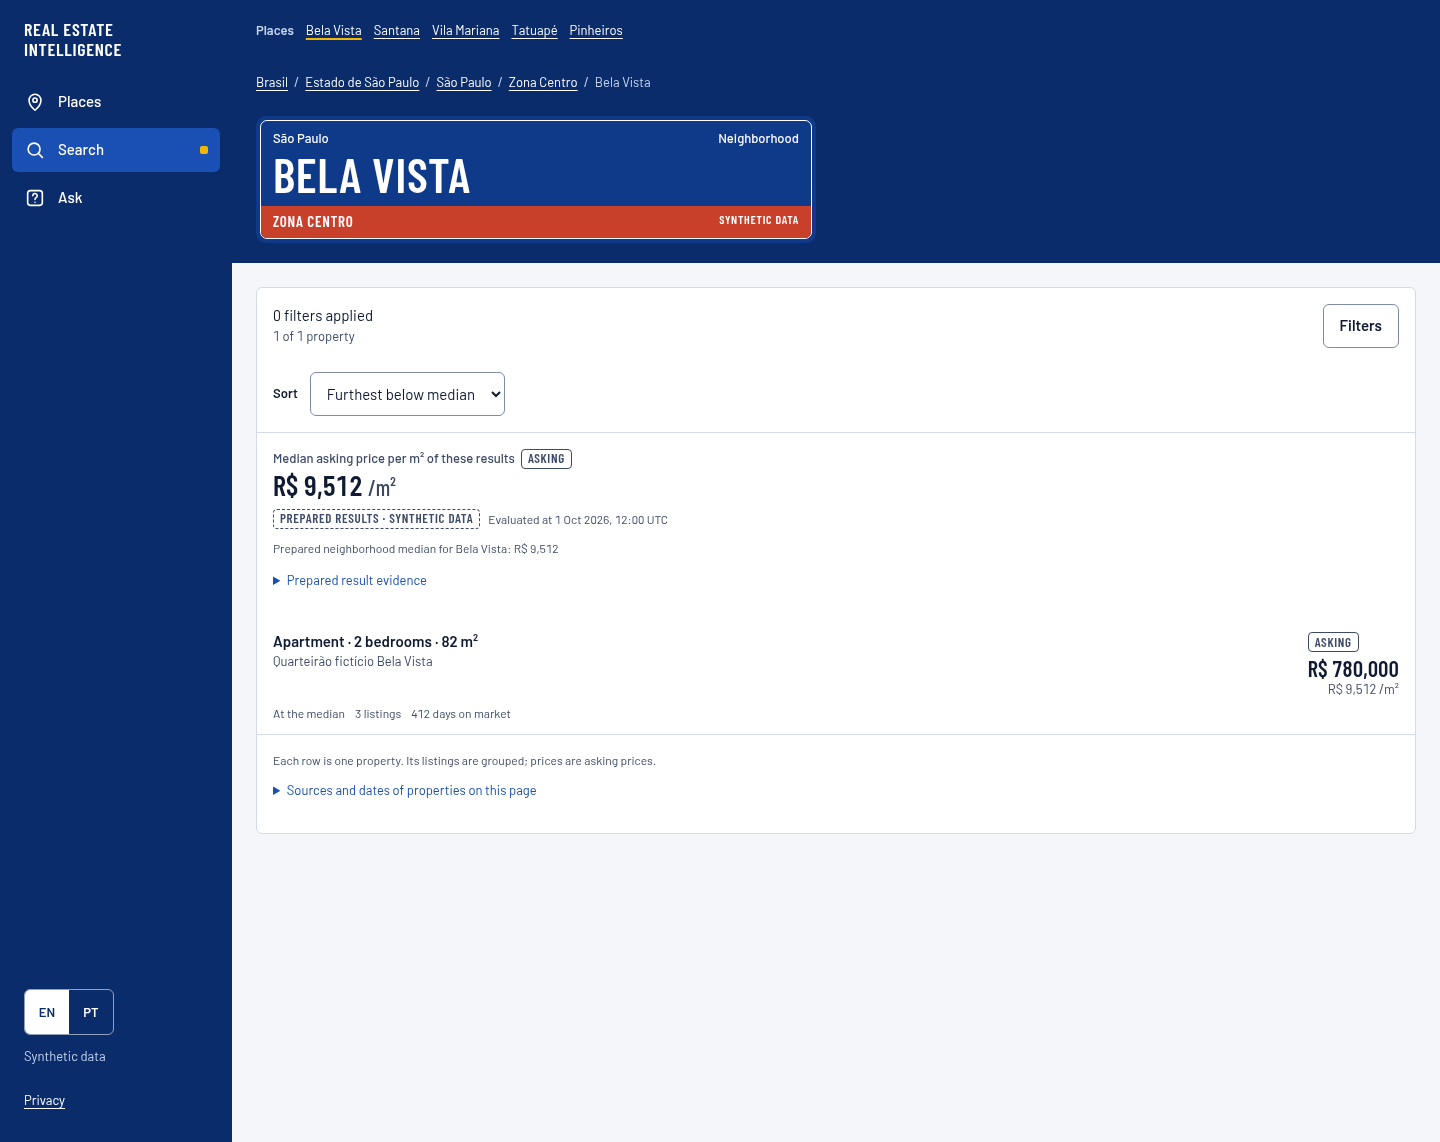 REAL ESTATE
INTELLIGENCE
Places
Search
Ask
EN PT
Synthetic data
Privacy
Places Bela Vista Santana Vila Mariana Tatuapé Pinheiros
Brasil / Estado de São Paulo / São Paulo / Zona Centro / Bela Vista
São Paulo Neighborhood
BELA VISTA
ZONA CENTRO SYNTHETIC DATA
0 filters applied
1 of 1 property
Filters
Sort Furthest below median
Median asking price per m² of these results ASKING
R$ 9,512 /m²
PREPARED RESULTS · SYNTHETIC DATA Evaluated at 1 Oct 2026, 12:00 UTC
Prepared neighborhood median for Bela Vista: R$ 9,512
Prepared result evidence
Apartment · 2 bedrooms · 82 m² ASKING
Quarteirão fictício Bela Vista
R$ 780,000
R$ 9,512 /m²
At the median 3 listings 412 days on market
Each row is one property. Its listings are grouped; prices are asking prices.
Sources and dates of properties on this page